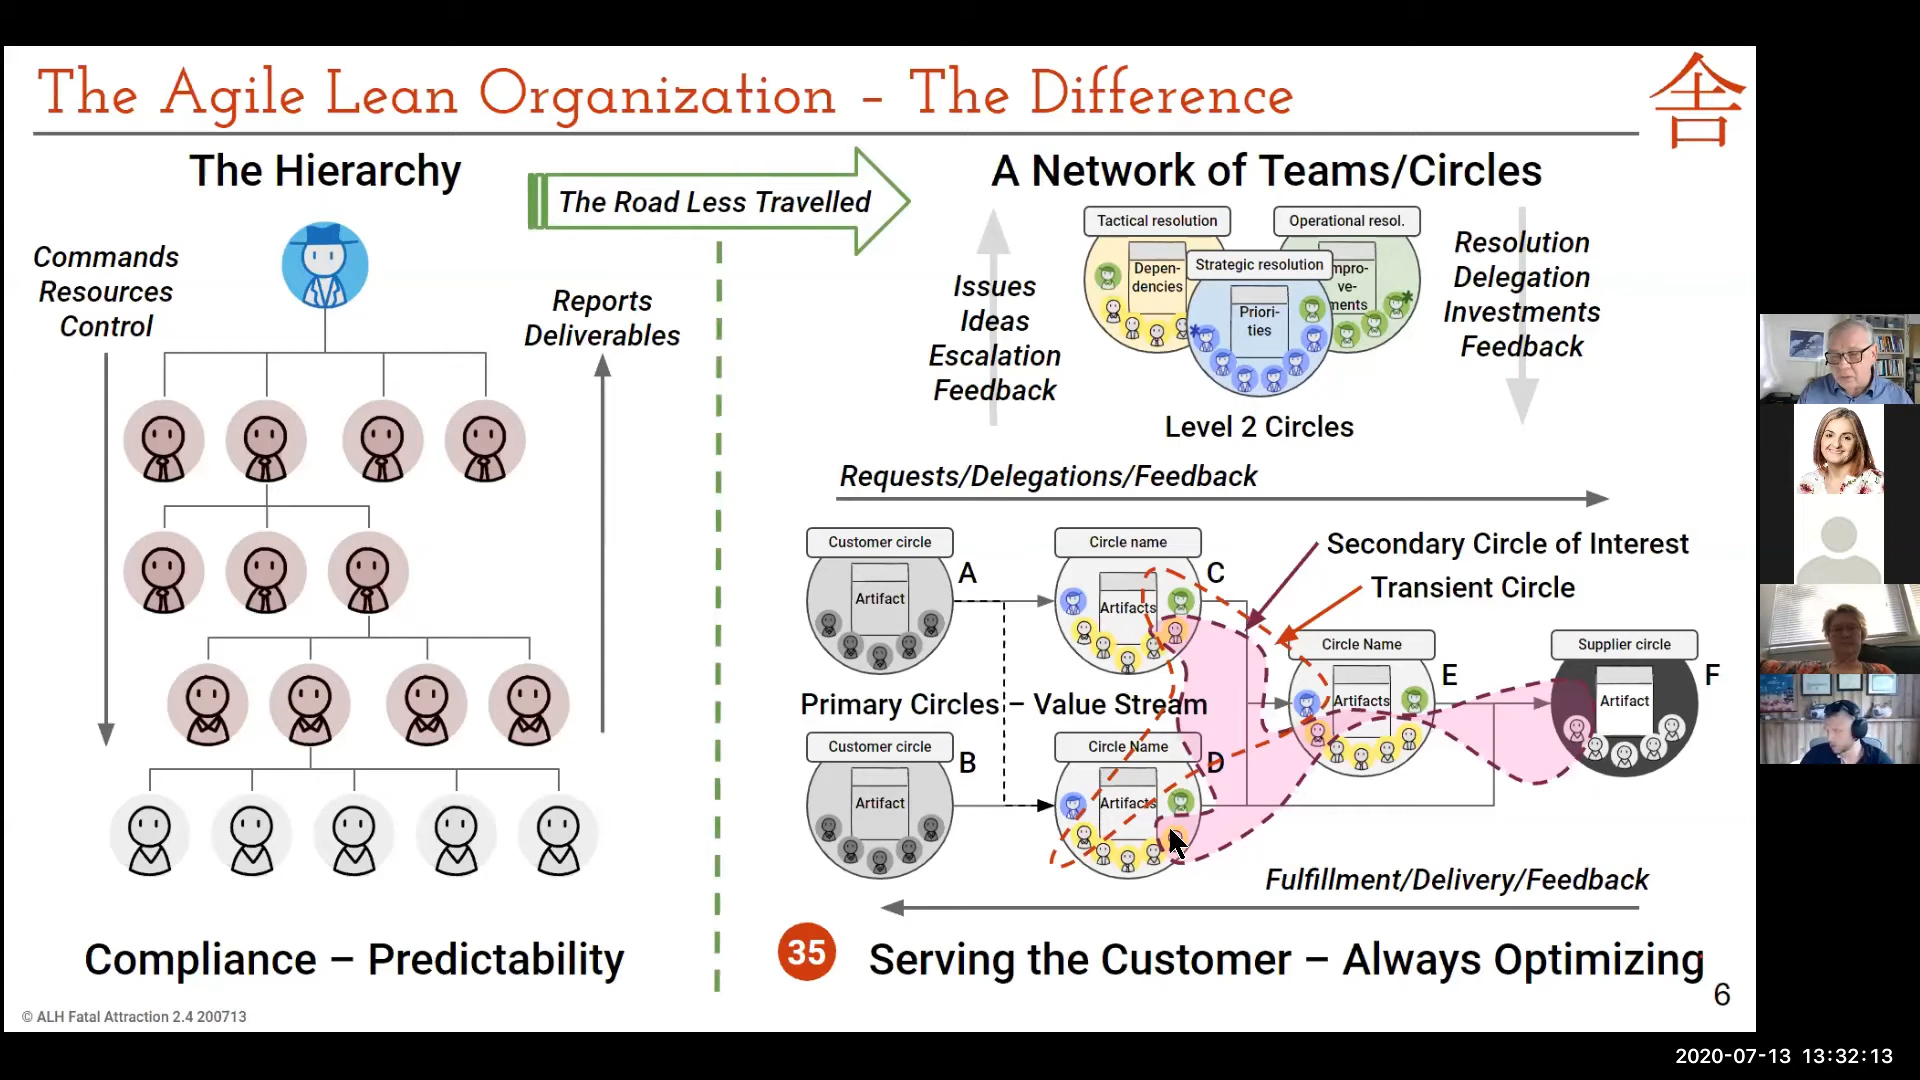 The Agile Lean Organization – The Difference
舎
The Hierarchy
The Road Less Travelled
A Network of Teams/Circles
Commands
Resources
Control
Reports
Deliverables
Issues
Ideas
Escalation
Feedback
Tactical resolution
Operational resol.
Strategic resolution
Depen-
dencies
Priori-
ties
mpro-
ve-
ments
Resolution
Delegation
Investments
Feedback
Level 2 Circles
Requests/Delegations/Feedback
Customer circle
Artifact
A
Circle name
Artifacts
C
Secondary Circle of Interest
Transient Circle
Circle Name
Artifacts
E
Supplier circle
Artifact
F
Primary Circles – Value Stream
Customer circle
Artifact
B
Circle Name
Artifacts
D
Fulfillment/Delivery/Feedback
Compliance – Predictability
35
Serving the Customer – Always Optimizing
6
© ALH Fatal Attraction 2.4 200713
2020-07-13 13:32:13